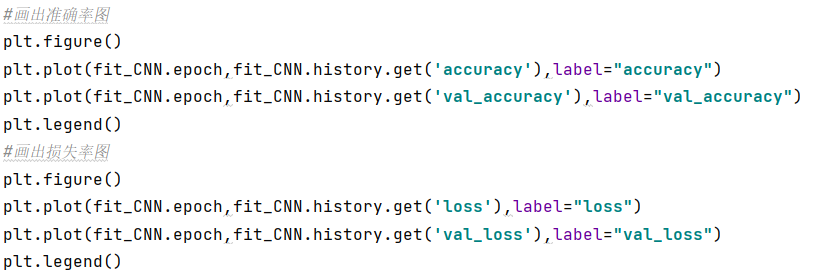 #画出准确率图
plt.figure()
plt.plot(fit_CNN.epoch,fit_CNN.history.get('accuracy'),label="accuracy")
plt.plot(fit_CNN.epoch,fit_CNN.history.get('val_accuracy'),label="val_accuracy")
plt.legend()
#画出损失率图
plt.figure()
plt.plot(fit_CNN.epoch,fit_CNN.history.get('loss'),label="loss")
plt.plot(fit_CNN.epoch,fit_CNN.history.get('val_loss'),label="val_loss")
plt.legend()